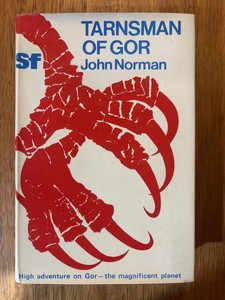 TARNSMAN
OF GOR
Sf
John Norman
High adventure on Gor – the magnificent planet